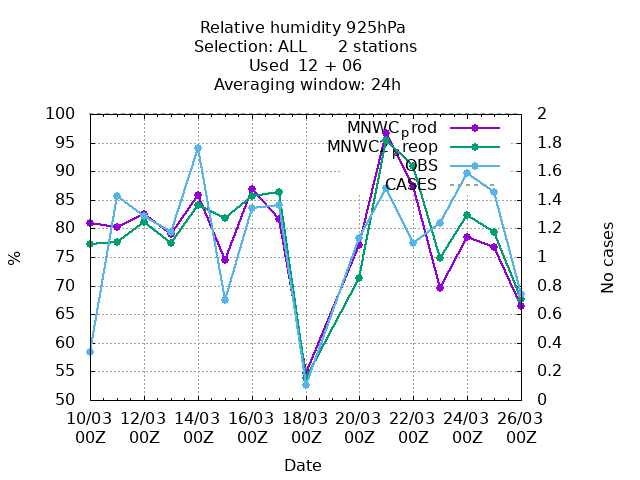 Relative humidity 925hPa
Selection: ALL 2 stations
Used 12 + 06
Averaging window: 24h
100
95
90
85
80
75
70
65
60
55
50
%
2
1.8
1.6
1.4
1.2
1
0.8
0.6
0.4
0.2
0
No cases
MNWC_prod
MNWC2_preop
OBS
CASES
10/03 12/03 14/03 16/03 18/03 20/03 22/03 24/03 26/03
00Z 00Z 00Z 00Z 00Z 00Z 00Z 00Z 00Z
Date